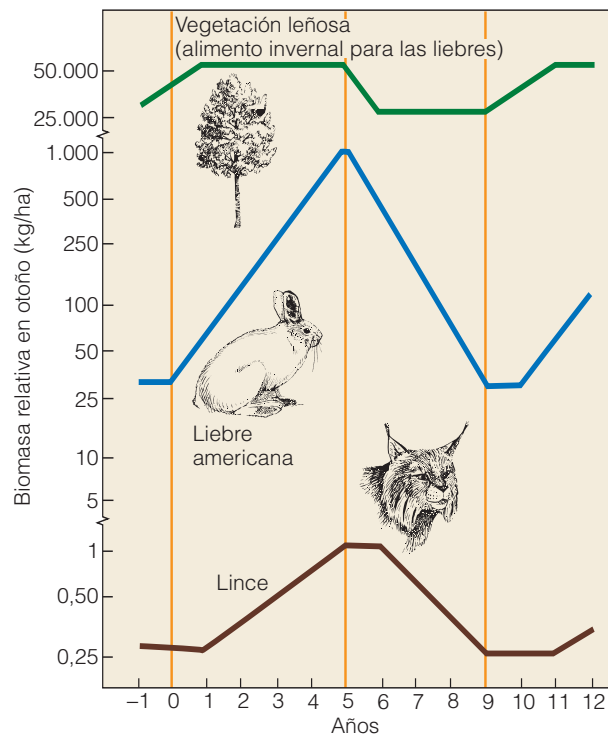 Vegetación leñosa
(alimento invernal para las liebres)
50.000
25.000
1.000
500
250
100
50
25
10
5
1
0,50
0,25
Biomasa relativa en otoño (kg/ha)
Liebre
americana
Lince
–1 0 1 2 3 4 5 6 7 8 9 10 11 12
Años